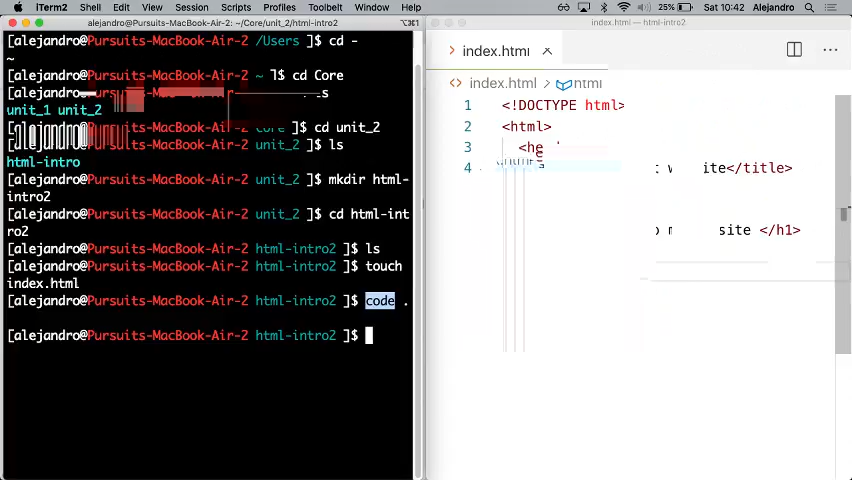 iTerm2 Shell Edit View Session Scripts Profiles Toolbelt Window Help 25% Sat 10:42 Alejandro
alejandro@Pursuits-MacBook-Air-2: ~/Core/unit_2/html-intro2 ⌥⌘1
[alejandro@Pursuits-MacBook-Air-2 /Users ]$ cd -
~
[alejandro@Pursuits-MacBook-Air-2 ~ ]$ cd Core
ls
unit_1 unit_2
cd unit_2
unit_2 ]$ ls
html-intro
[alejandro@Pursuits-MacBook-Air-2 unit_2 ]$ mkdir html-
intro2
[alejandro@Pursuits-MacBook-Air-2 unit_2 ]$ cd html-int
ro2
[alejandro@Pursuits-MacBook-Air-2 html-intro2 ]$ ls
[alejandro@Pursuits-MacBook-Air-2 html-intro2 ]$ touch
index.html
[alejandro@Pursuits-MacBook-Air-2 html-intro2 ]$ code .
[alejandro@Pursuits-MacBook-Air-2 html-intro2 ]$
index.html — html-intro2
index.html
index.html html
1 <!DOCTYPE html>
2 <html>
3 <he
4
</title>
site </h1>